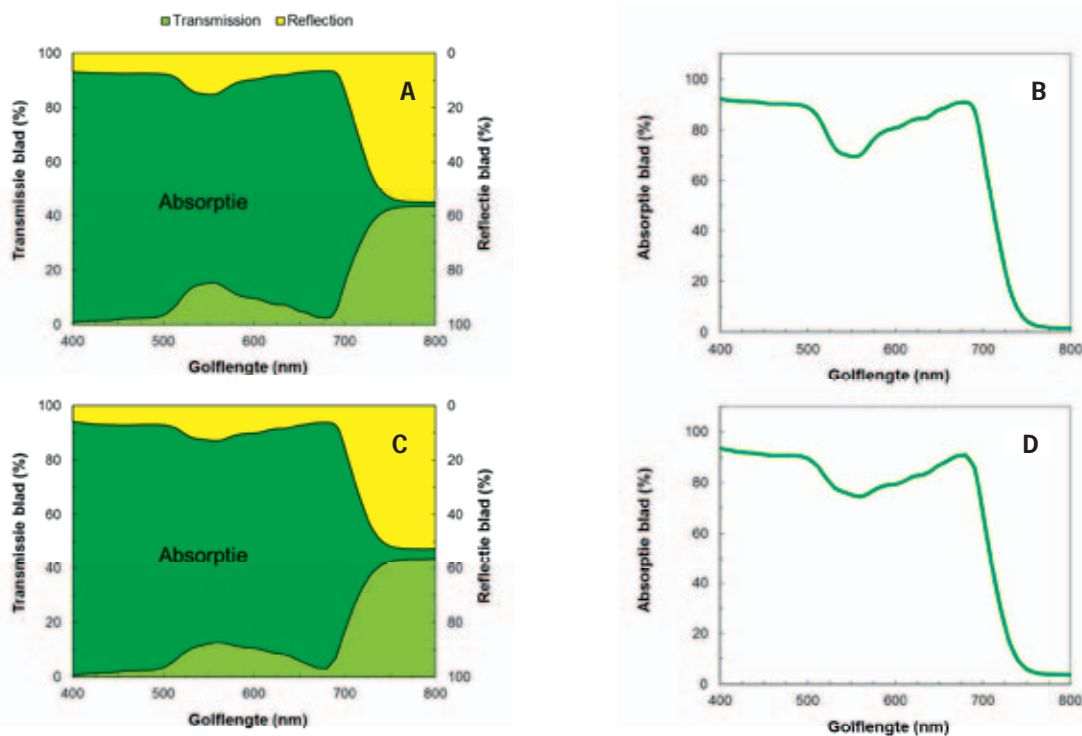 Transmission Reflection
A
Transmissie blad (%)
100
80
60
40
20
0
Absorptie
0
20
40
60
80
100
Reflectie blad (%)
400 500 600 700 800
Golflengte (nm)
B
Absorptie blad (%)
100
80
60
40
20
0
400 500 600 700 800
Golflengte (nm)
C
Transmissie blad (%)
100
80
60
40
20
0
Absorptie
0
20
40
60
80
100
Reflectie blad (%)
400 500 600 700 800
Golflengte (nm)
D
Absorptie blad (%)
100
80
60
40
20
0
400 500 600 700 800
Golflengte (nm)